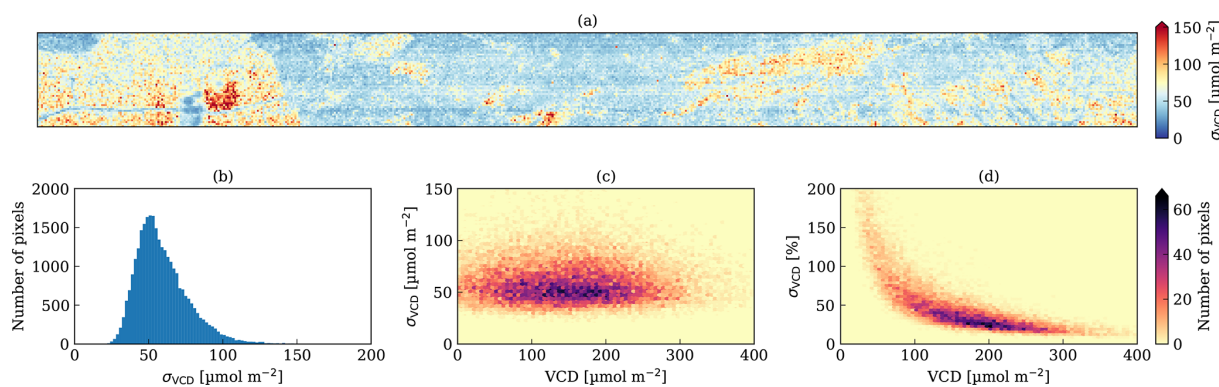 (a)
150
100
50
0
σVCD [µmol m−2]
(b)
2000
1500
1000
500
0
Number of pixels
0 50 100 150 200
σVCD [µmol m−2]
(c)
150
100
50
0
σVCD [µmol m−2]
0 100 200 300 400
VCD [µmol m−2]
(d)
200
150
100
50
0
σVCD [%]
0 100 200 300 400
VCD [µmol m−2]
60
40
20
0
Number of pixels